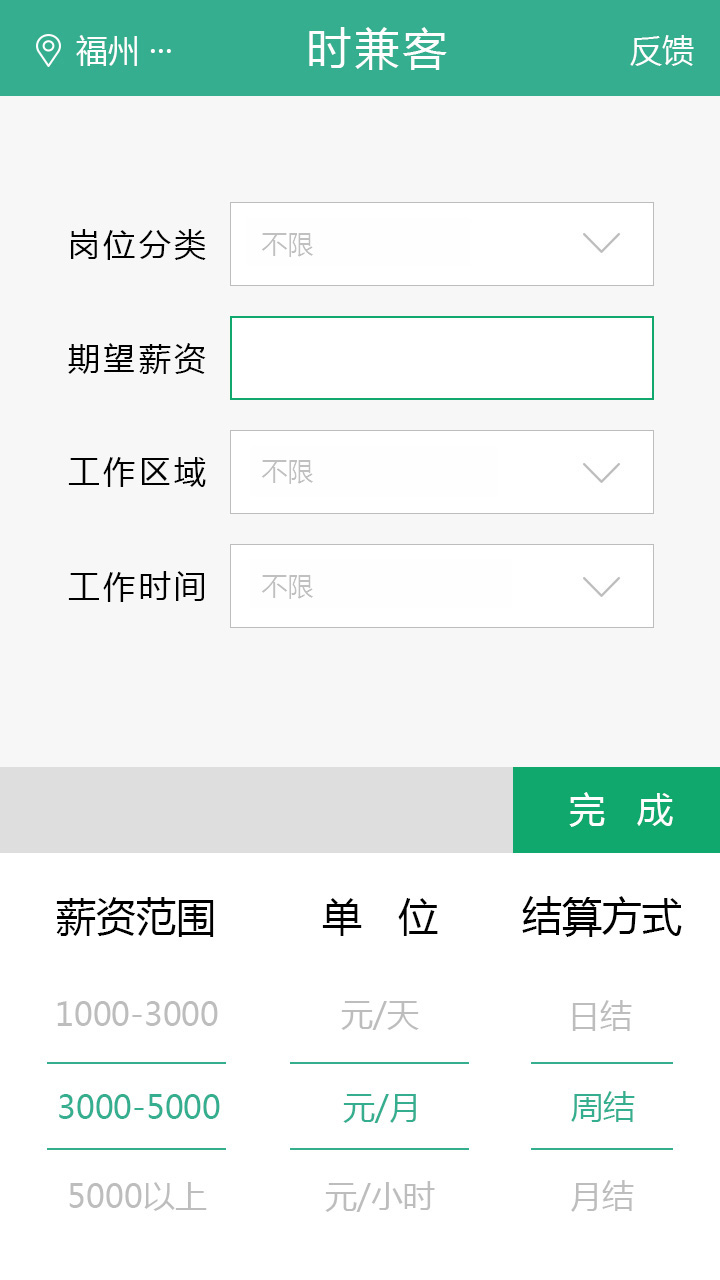 福州 ··· 时兼客 反馈
岗位分类 不限
期望薪资
工作区域 不限
工作时间 不限
完 成
薪资范围 单 位 结算方式
1000-3000 元/天 日结
3000-5000 元/月 周结
5000以上 元/小时 月结